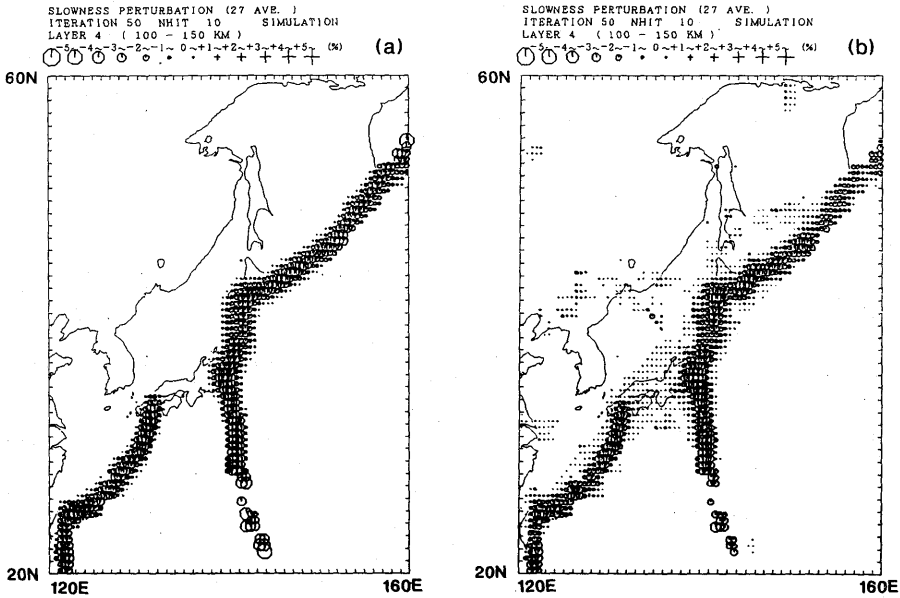 SLOWNESS PERTURBATION (27 AVE. )
ITERATION 50 NHIT 10 SIMULATION
LAYER 4 ( 100 - 150 KM )
-5~ -4~ -3~ -2~ -1~ 0~ +1~ +2~ +3~ +4~ +5~ (%)
(a)
60N
20N
120E
160E
SLOWNESS PERTURBATION (27 AVE. )
ITERATION 50 NHIT 10 SIMULATION
LAYER 4 ( 100 - 150 KM )
-5~ -4~ -3~ -2~ -1~ 0~ +1~ +2~ +3~ +4~ +5~ (%)
(b)
60N
20N
120E
160E